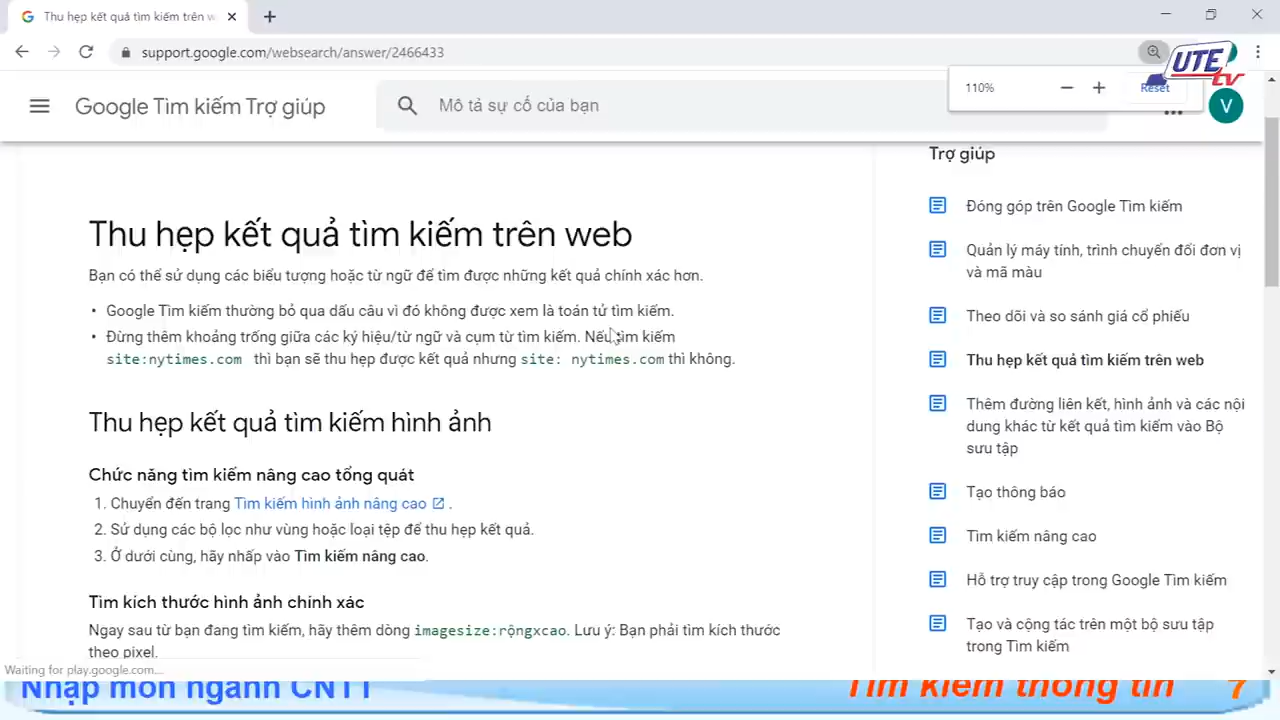 Thu hẹp kết quả tìm kiếm trên w
support.google.com/websearch/answer/2466433
UTE tv
110%
Reset
Google Tìm kiếm Trợ giúp
Mô tả sự cố của bạn
V
Trợ giúp
Đóng góp trên Google Tìm kiếm
Quản lý máy tính, trình chuyển đổi đơn vị
và mã màu
Theo dõi và so sánh giá cổ phiếu
Thu hẹp kết quả tìm kiếm trên web
Thêm đường liên kết, hình ảnh và các nội
dung khác từ kết quả tìm kiếm vào Bộ
sưu tập
Tạo thông báo
Tìm kiếm nâng cao
Hỗ trợ truy cập trong Google Tìm kiếm
Tạo và cộng tác trên một bộ sưu tập
trong Tìm kiếm
Thu hẹp kết quả tìm kiếm trên web
Bạn có thể sử dụng các biểu tượng hoặc từ ngữ để tìm được những kết quả chính xác hơn.
• Google Tìm kiếm thường bỏ qua dấu câu vì đó không được xem là toán tử tìm kiếm.
• Đừng thêm khoảng trống giữa các ký hiệu/từ ngữ và cụm từ tìm kiếm. Nếu tìm kiếm
site:nytimes.com thì bạn sẽ thu hẹp được kết quả nhưng site: nytimes.com thì không.
Thu hẹp kết quả tìm kiếm hình ảnh
Chức năng tìm kiếm nâng cao tổng quát
1. Chuyển đến trang Tìm kiếm hình ảnh nâng cao .
2. Sử dụng các bộ lọc như vùng hoặc loại tệp để thu hẹp kết quả.
3. Ở dưới cùng, hãy nhấp vào Tìm kiếm nâng cao.
Tìm kích thước hình ảnh chính xác
Ngay sau từ bạn đang tìm kiếm, hãy thêm dòng imagesize:rộngxcao. Lưu ý: Bạn phải tìm kích thước
theo pixel.
Waiting for play.google.com...
Nhập môn ngành CNTT
Tìm kiếm thông tin
7